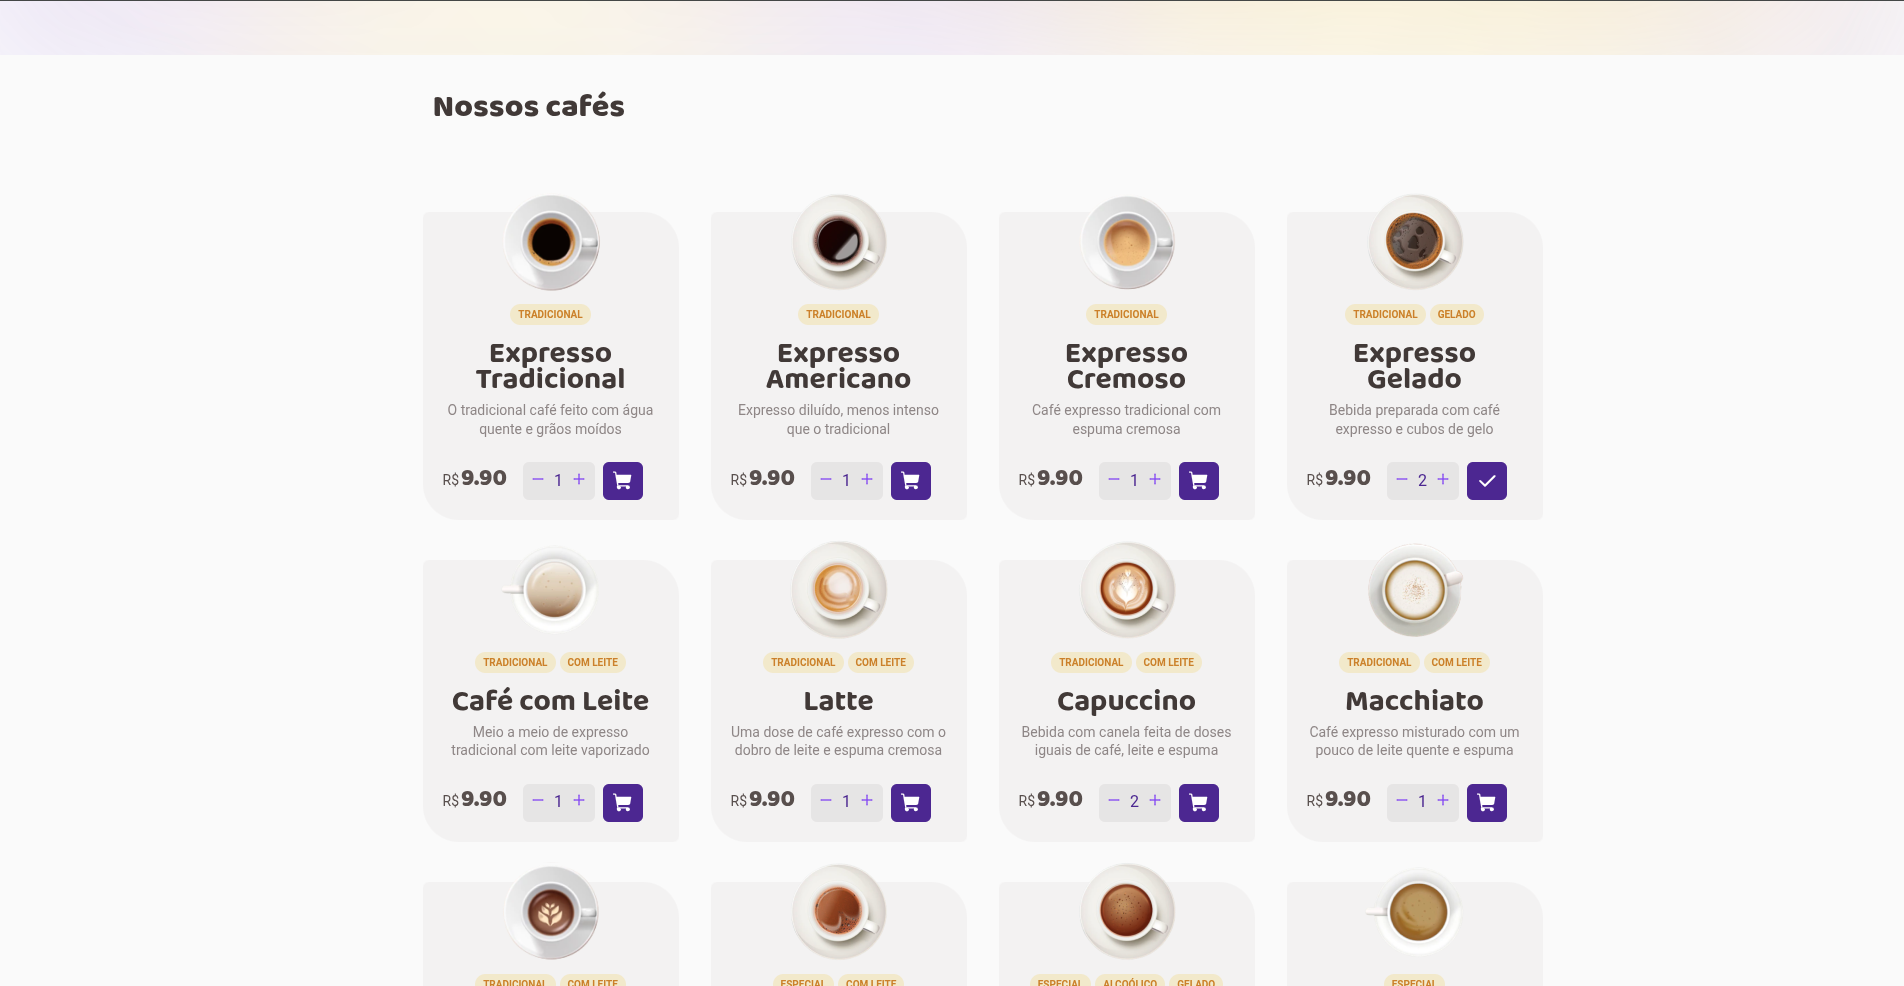 Nossos cafés
TRADICIONAL
Expresso
Tradicional
O tradicional café feito com água
quente e grãos moídos
R$ 9.90 − 1 +
TRADICIONAL
Expresso
Americano
Expresso diluído, menos intenso
que o tradicional
R$ 9.90 − 1 +
TRADICIONAL
Expresso
Cremoso
Café expresso tradicional com
espuma cremosa
R$ 9.90 − 1 +
TRADICIONAL GELADO
Expresso
Gelado
Bebida preparada com café
expresso e cubos de gelo
R$ 9.90 − 2 +
TRADICIONAL COM LEITE
Café com Leite
Meio a meio de expresso
tradicional com leite vaporizado
R$ 9.90 − 1 +
TRADICIONAL COM LEITE
Latte
Uma dose de café expresso com o
dobro de leite e espuma cremosa
R$ 9.90 − 1 +
TRADICIONAL COM LEITE
Capuccino
Bebida com canela feita de doses
iguais de café, leite e espuma
R$ 9.90 − 2 +
TRADICIONAL COM LEITE
Macchiato
Café expresso misturado com um
pouco de leite quente e espuma
R$ 9.90 − 1 +
TRADICIONAL COM LEITE
ESPECIAL COM LEITE
ESPECIAL ALCOÓLICO GELADO
ESPECIAL